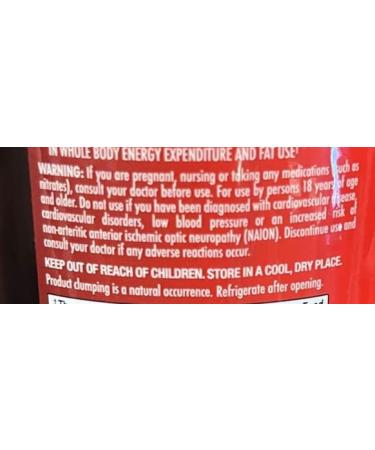 IN WHOLE BODY ENERGY EXPENDITURE AND FAT USE¹
WARNING: If you are pregnant, nursing or taking any medications (such as
nitrates), consult your doctor before use. For use by persons 18 years of age
and older. Do not use if you have been diagnosed with cardiovascular disease,
cardiovascular disorders, low blood pressure or an increased risk of
non-arteritic anterior ischemic optic neuropathy (NAION). Discontinue use and
consult your doctor if any adverse reactions occur.
KEEP OUT OF REACH OF CHILDREN. STORE IN A COOL, DRY PLACE.
Product clumping is a natural occurrence. Refrigerate after opening.